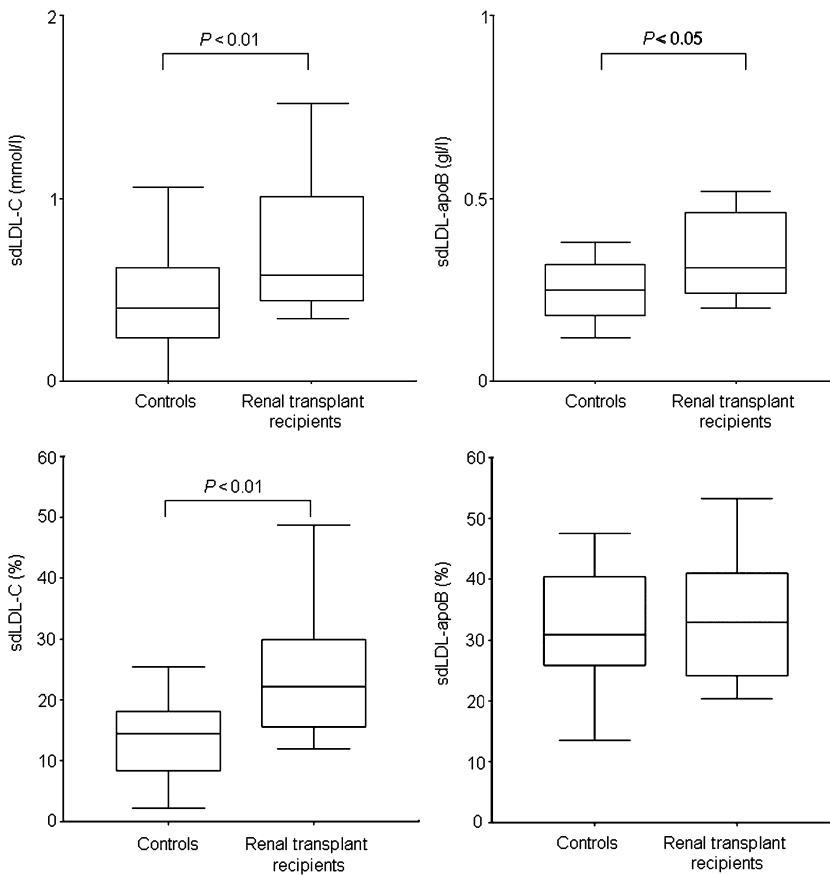 2
P < 0.01
sdLDL-C (mmol/l)
1
0
Controls
Renal transplant
recipients
1
P < 0.05
sdLDL-apoB (gl/l)
0.5
0
Controls
Renal transplant
recipients
60
P < 0.01
50
sdLDL-C (%)
40
30
20
10
0
Controls
Renal transplant
recipients
60
50
sdLDL-apoB (%)
40
30
20
10
0
Controls
Renal transplant
recipients